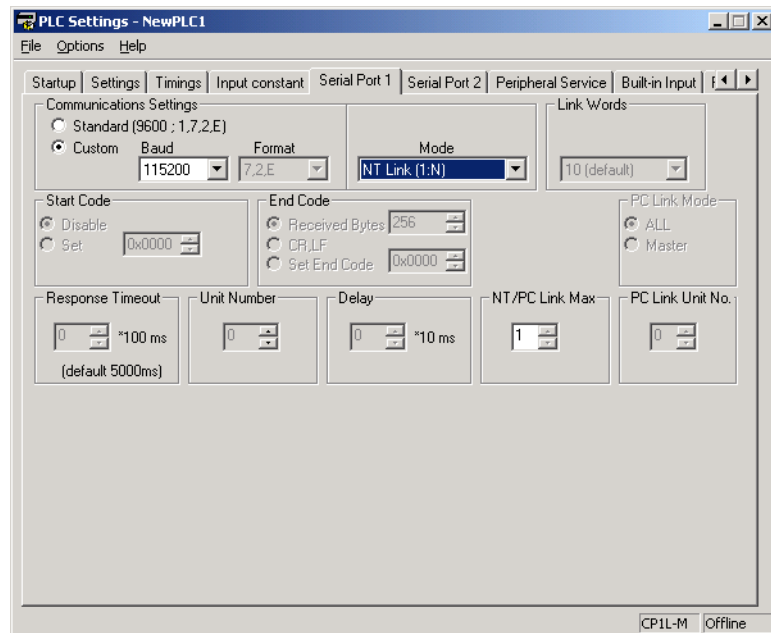 PLC Settings - NewPLC1
File Options Help
Startup Settings Timings Input constant Serial Port 1 Serial Port 2 Peripheral Service Built-in Input
Communications Settings
Link Words
Standard (9600 ; 1,7,2,E)
Custom Baud Format Mode
115200 7,2,E NT Link (1:N) 10 (default)
Start Code End Code PC Link Mode
Disable Received Bytes 256 ALL
Set 0x0000 CR,LF Master
Set End Code 0x0000
Response Timeout Unit Number Delay NT/PC Link Max PC Link Unit No.
0 *100 ms 0 0 *10 ms 1 0
(default 5000ms)
CP1L-M Offline